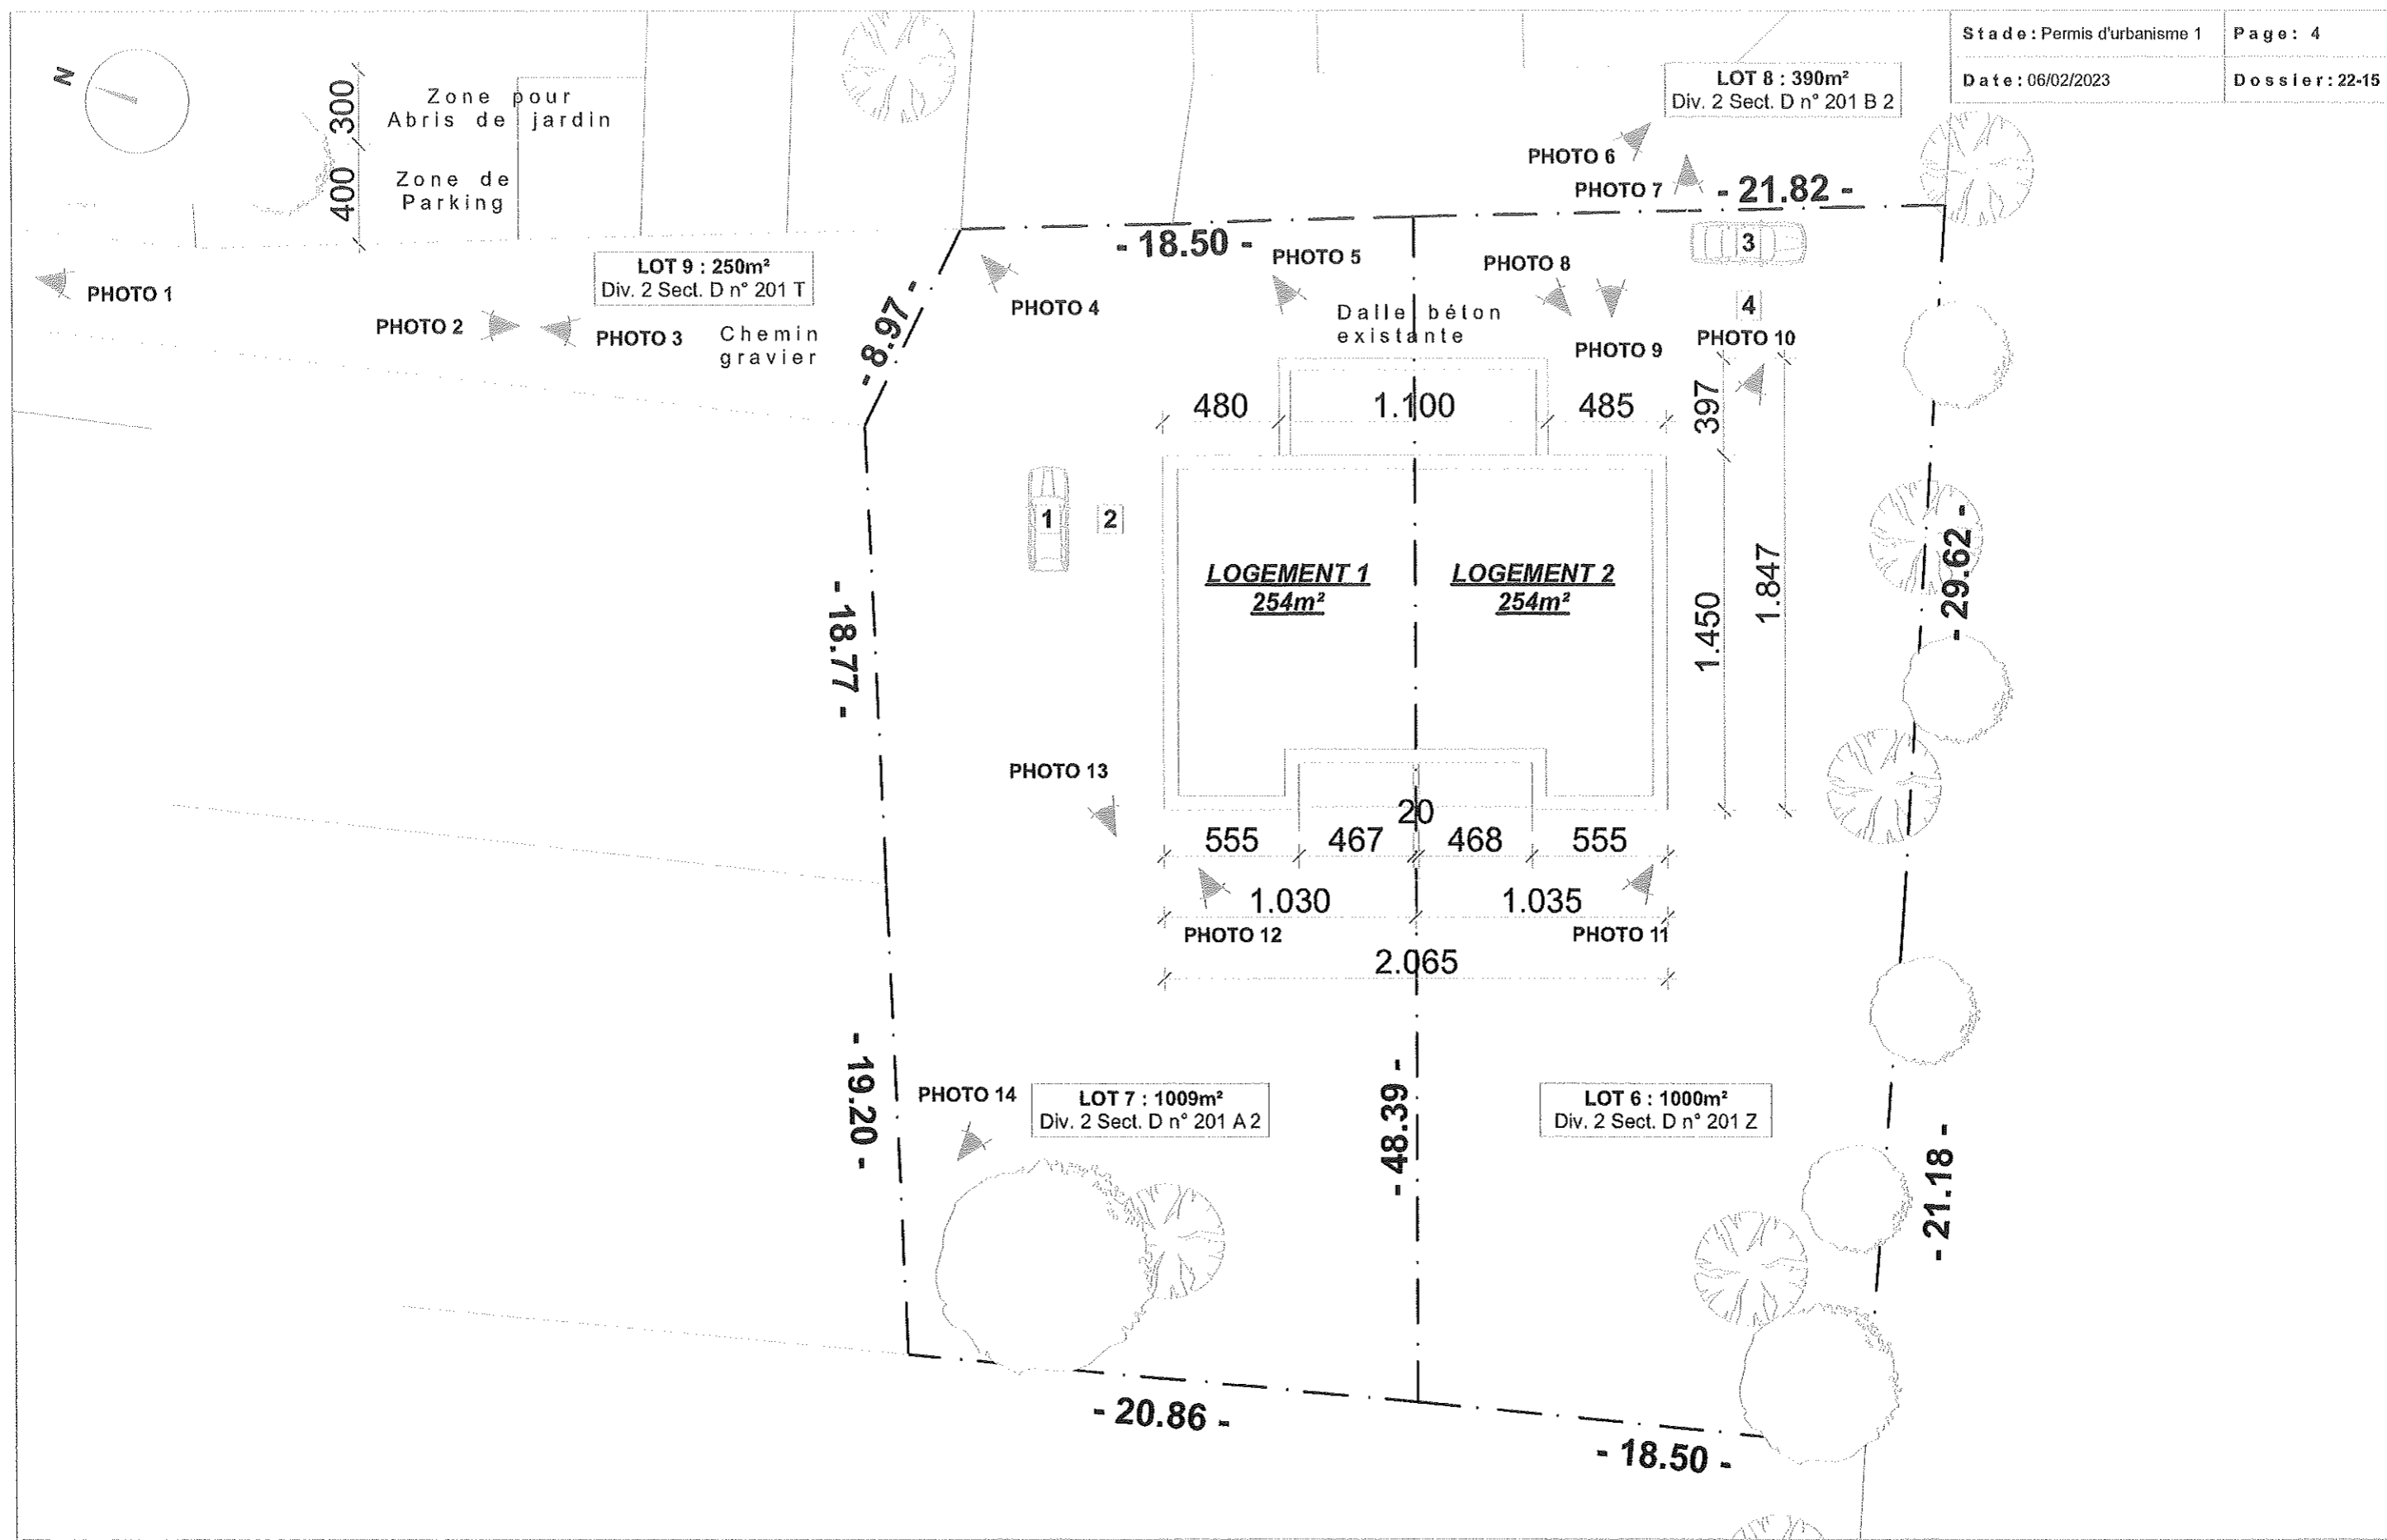 Stade: Permis d'urbanisme 1
Page: 4
Date: 06/02/2023
Dossier: 22-15
N
300
400
Zone pour
Abris de jardin
Zone de
Parking
LOT 8 : 390m²
Div. 2 Sect. D n° 201 B 2
PHOTO 6
PHOTO 7
- 21.82 -
- 18.50 -
LOT 9 : 250m²
Div. 2 Sect. D n° 201 T
PHOTO 1
PHOTO 2
PHOTO 3
Chemin
gravier
- 8.97 -
PHOTO 4
PHOTO 5
PHOTO 8
Dalle béton
existante
PHOTO 9
3
4
PHOTO 10
480
1.100
485
397
1
2
LOGEMENT 1
254m²
LOGEMENT 2
254m²
1.450
1.847
- 29.62 -
- 18.77 -
PHOTO 13
20
555
467
468
555
1.030
1.035
PHOTO 12
PHOTO 11
2.065
- 19.20 -
PHOTO 14
LOT 7 : 1009m²
Div. 2 Sect. D n° 201 A 2
- 48.39 -
LOT 6 : 1000m²
Div. 2 Sect. D n° 201 Z
- 21.18 -
- 20.86 -
- 18.50 -